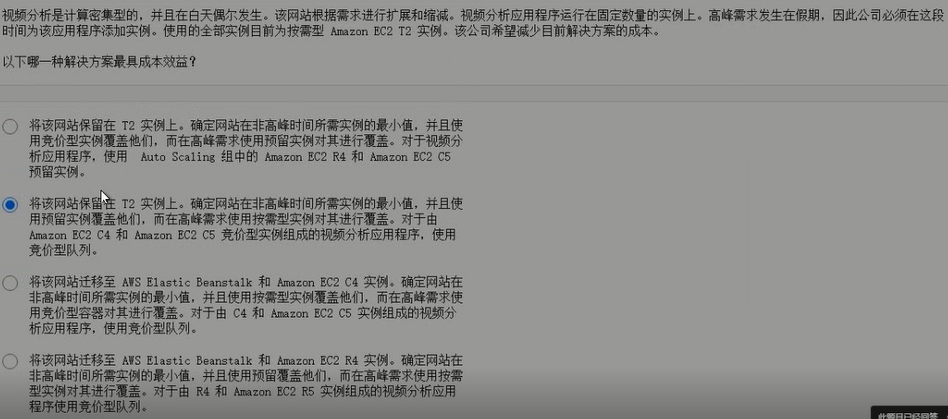 视频分析是计算密集型的，并且在白天偶尔发生。该网站根据需求进行扩展和缩减。视频分析应用程序运行在固定数量的实例上。高峰需求发生在假期，因此公司必须在这段
时间为该应用程序添加实例。使用的全部实例目前为按需型 Amazon EC2 T2 实例。该公司希望减少目前解决方案的成本。
以下哪一种解决方案最具成本效益？
将该网站保留在 T2 实例上。确定网站在非高峰时间所需实例的最小值，并且使
用竞价型实例覆盖他们，而在高峰需求使用预留实例对其进行覆盖。对于视频分
析应用程序，使用 Auto Scaling 组中的 Amazon EC2 R4 和 Amazon EC2 C5
预留实例。
将该网站保留在 T2 实例上。确定网站在非高峰时间所需实例的最小值，并且使
用预留实例覆盖他们，而在高峰需求使用按需型实例对其进行覆盖。对于由
Amazon EC2 C4 和 Amazon EC2 C5 竞价型实例组成的视频分析应用程序，使用
竞价型队列。
将该网站迁移至 AWS Elastic Beanstalk 和 Amazon EC2 C4 实例。确定网站在
非高峰时间所需实例的最小值，并且使用按需型实例覆盖他们，而在高峰需求使
用竞价型容器对其进行覆盖。对于由 C4 和 Amazon EC2 C5 实例组成的视频分
析应用程序，使用竞价型队列。
将该网站迁移至 AWS Elastic Beanstalk 和 Amazon EC2 R4 实例。确定网站在
非高峰时间所需实例的最小值，并且使用预留覆盖他们，而在高峰需求使用按需
型实例对其进行覆盖。对于由 R4 和 Amazon EC2 R5 实例组成的视频分析应用
程序使用竞价型队列。
此题目已经回答